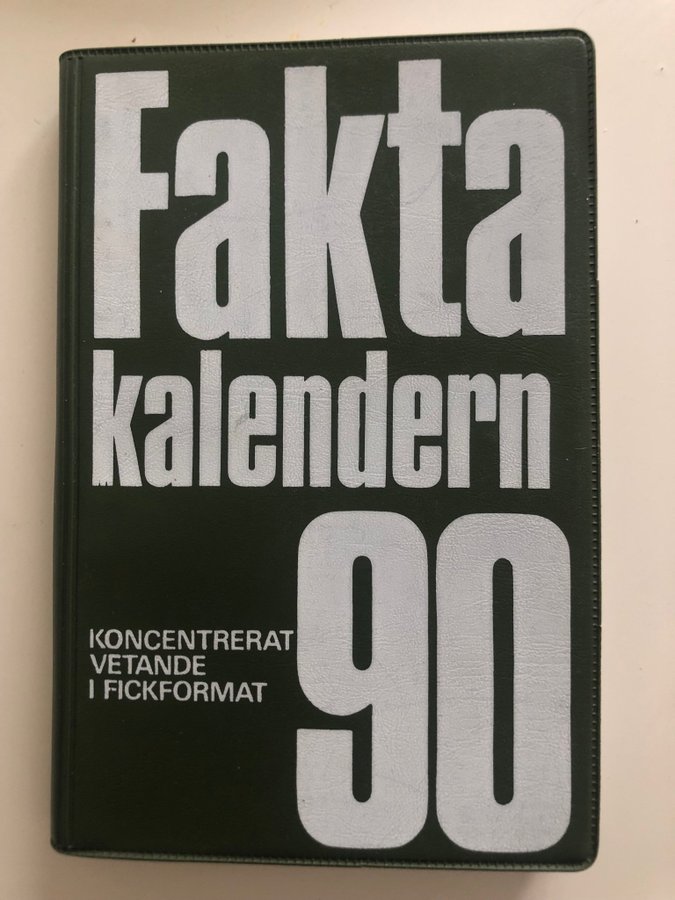 Fakta
kalendern
90
KONCENTRERAT
VETANDE
I FICKFORMAT